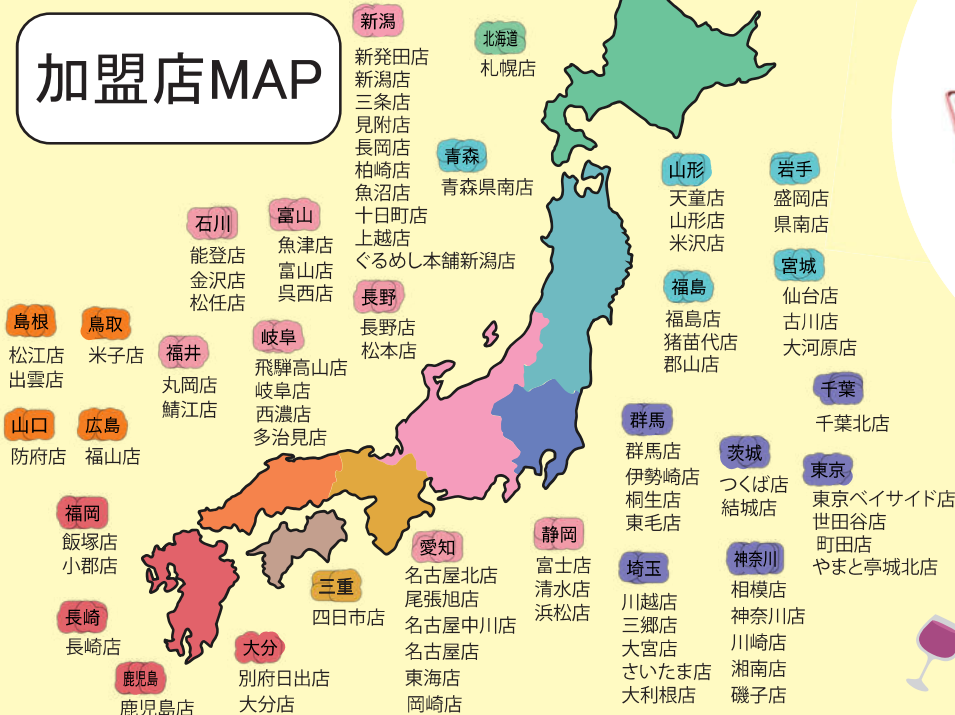 加盟店MAP
新潟
新発田店
新潟店
三条店
見附店
長岡店
柏崎店
魚沼店
十日町店
上越店
ぐるめし本舗新潟店
北海道
札幌店
青森
青森県南店
山形
天童店
山形店
米沢店
岩手
盛岡店
県南店
石川
能登店
金沢店
松任店
富山
魚津店
富山店
呉西店
長野
長野店
松本店
福島
福島店
猪苗代店
郡山店
宮城
仙台店
古川店
大河原店
島根
松江店
出雲店
鳥取
米子店
福井
丸岡店
鯖江店
岐阜
飛騨高山店
岐阜店
西濃店
多治見店
千葉
千葉北店
山口
防府店
広島
福山店
群馬
群馬店
伊勢崎店
桐生店
東毛店
茨城
つくば店
結城店
東京
東京ベイサイド店
世田谷店
町田店
やまと亭城北店
福岡
飯塚店
小郡店
愛知
名古屋北店
尾張旭店
名古屋中川店
名古屋店
東海店
岡崎店
静岡
富士店
清水店
浜松店
埼玉
川越店
三郷店
大宮店
さいたま店
大利根店
神奈川
相模店
神奈川店
川崎店
湘南店
磯子店
三重
四日市店
長崎
長崎店
大分
別府日出店
大分店
鹿児島
鹿児島店